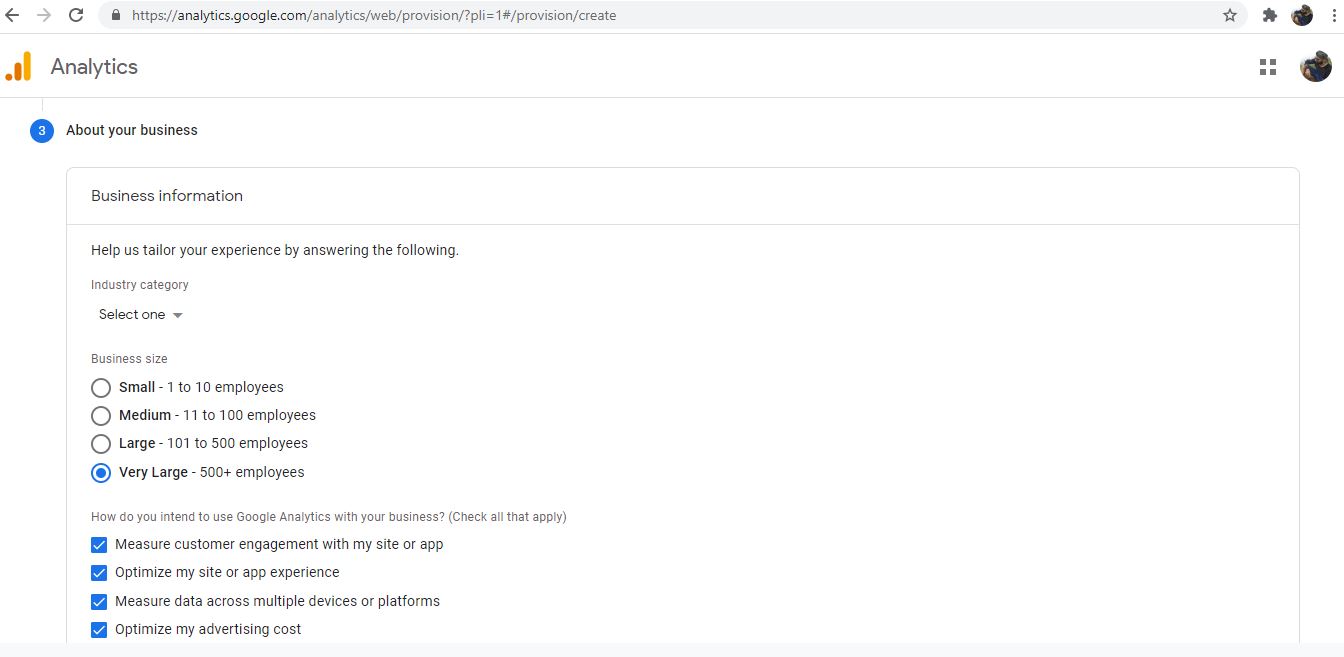 https://analytics.google.com/analytics/web/provision/?pli=1#/provision/create
Analytics
3 About your business
Business information
Help us tailor your experience by answering the following.
Industry category
Select one
Business size
Small - 1 to 10 employees
Medium - 11 to 100 employees
Large - 101 to 500 employees
Very Large - 500+ employees
How do you intend to use Google Analytics with your business? (Check all that apply)
Measure customer engagement with my site or app
Optimize my site or app experience
Measure data across multiple devices or platforms
Optimize my advertising cost